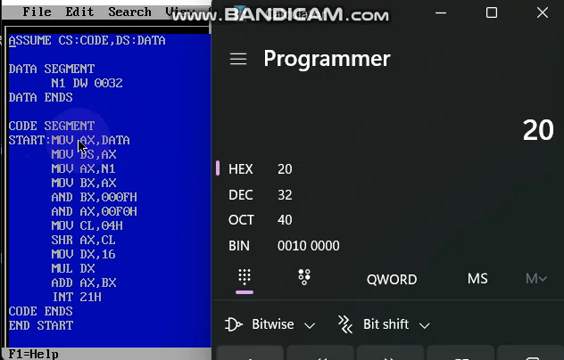 www.BANDICAM.com
File Edit Search
ASSUME CS:CODE,DS:DATA
DATA SEGMENT
N1 DW 0032
DATA ENDS
CODE SEGMENT
START:MOV AX,DATA
MOV DS,AX
MOV AX,N1
MOV BX,AX
AND BX,000FH
AND AX,00F0H
MOV CL,04H
SHR AX,CL
MOV DX,16
MUL DX
ADD AX,BX
INT 21H
CODE ENDS
END START
F1=Help
Programmer
20
HEX 20
DEC 32
OCT 40
BIN 0010 0000
QWORD MS M
Bitwise Bit shift